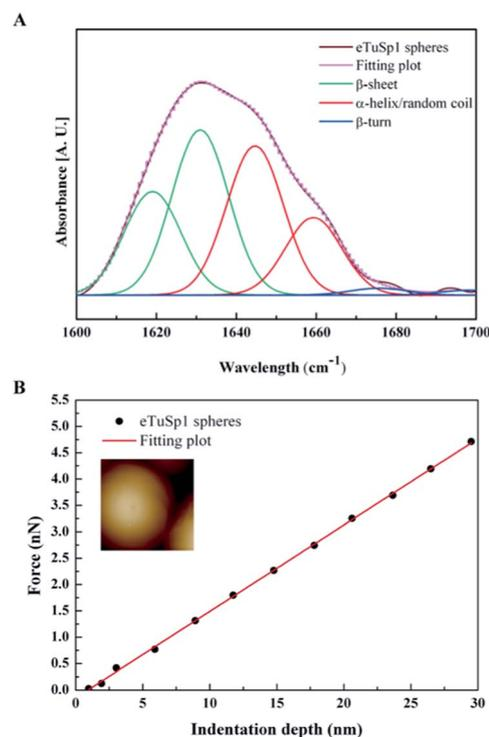 A
eTuSp1 spheres
Fitting plot
β-sheet
α-helix/random coil
β-turn
Absorbance [A. U.]
1600 1620 1640 1660 1680 1700
Wavelength (cm⁻¹)
B
5.5
5.0
4.5
4.0
3.5
3.0
2.5
2.0
1.5
1.0
0.5
0.0
eTuSp1 spheres
Fitting plot
Force (nN)
0 5 10 15 20 25 30
Indentation depth (nm)